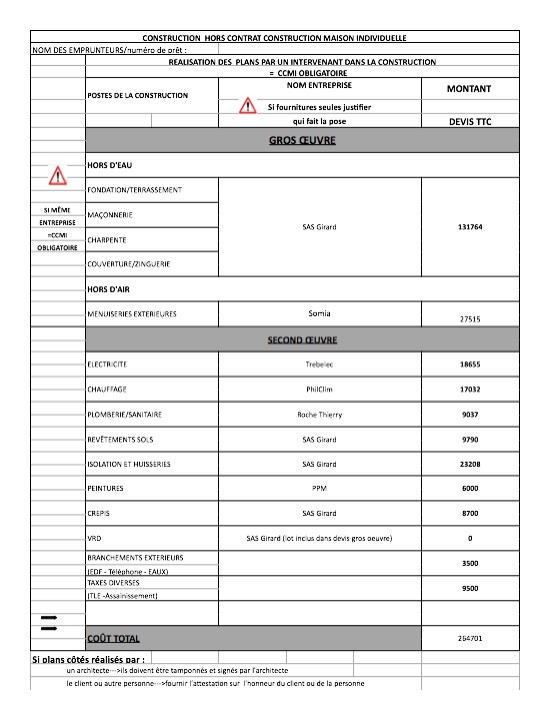 CONSTRUCTION HORS CONTRAT CONSTRUCTION MAISON INDIVIDUELLE
NOM DES EMPRUNTEURS/numéro de prêt :
REALISATION DES PLANS PAR UN INTERVENANT DANS LA CONSTRUCTION
= CCMI OBLIGATOIRE
POSTES DE LA CONSTRUCTION
NOM ENTREPRISE
Si fournitures seules justifier
qui fait la pose
MONTANT
DEVIS TTC
GROS ŒUVRE
HORS D'EAU
SI MÊME
ENTREPRISE
=CCMI
OBLIGATOIRE
FONDATION/TERRASSEMENT
MAÇONNERIE
CHARPENTE
COUVERTURE/ZINGUERIE
SAS Girard
131764
HORS D'AIR
MENUISERIES EXTERIEURES Somia 27515
SECOND ŒUVRE
ELECTRICITE Trebelec 18655
CHAUFFAGE PhilClim 17032
PLOMBERIE/SANITAIRE Roche Thierry 9037
REVÊTEMENTS SOLS SAS Girard 9790
ISOLATION ET HUISSERIES SAS Girard 23208
PEINTURES PPM 6000
CREPIS SAS Girard 8700
VRD SAS Girard (lot inclus dans devis gros oeuvre) 0
BRANCHEMENTS EXTERIEURS
(EDF - Téléphone - EAUX)
3500
TAXES DIVERSES
(TLE -Assainissement)
9500
COÛT TOTAL 264701
Si plans côtés réalisés par :
un architecte--->ils doivent être tamponnés et signés par l'architecte
le client ou autre personne--->fournir l'attestation sur l'honneur du client ou de la personne